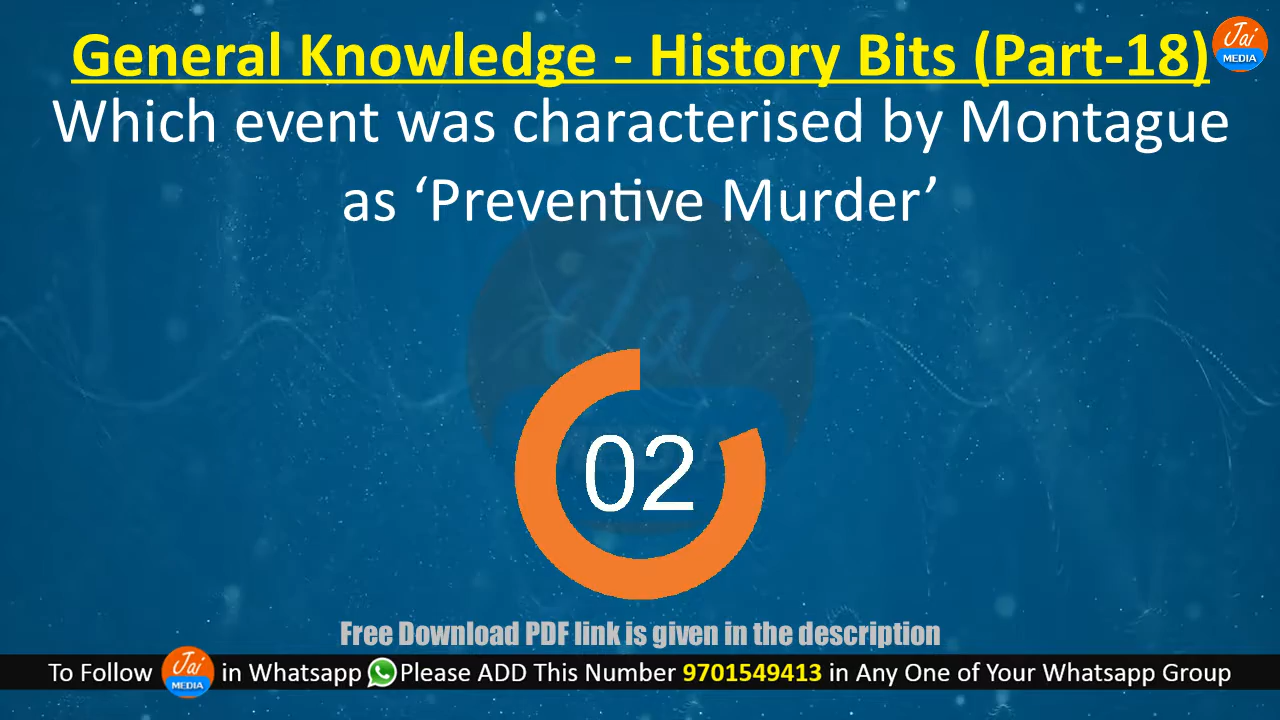 General Knowledge - History Bits (Part-18)
Jai
MEDIA
Which event was characterised by Montague
as ‘Preventive Murder’
02
Free Download PDF link is given in the description
To Follow Jai MEDIA in Whatsapp Please ADD This Number 9701549413 in Any One of Your Whatsapp Group